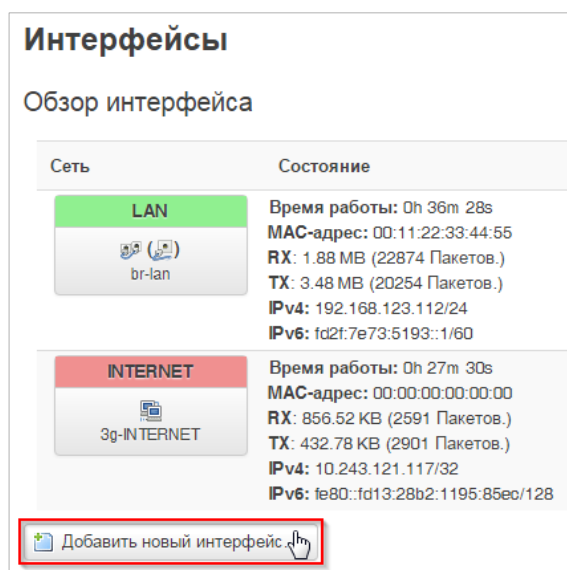 Интерфейсы
Обзор интерфейса
Сеть Состояние
LAN
br-lan
Время работы: 0h 36m 28s
MAC-адрес: 00:11:22:33:44:55
RX: 1.88 MB (22874 Пакетов.)
TX: 3.48 MB (20254 Пакетов.)
IPv4: 192.168.123.112/24
IPv6: fd2f:7e73:5193::1/60
INTERNET
3g-INTERNET
Время работы: 0h 27m 30s
MAC-адрес: 00:00:00:00:00:00
RX: 856.52 KB (2591 Пакетов.)
TX: 432.78 KB (2901 Пакетов.)
IPv4: 10.243.121.117/32
IPv6: fe80::fd13:28b2:1195:85ec/128
Добавить новый интерфейс...